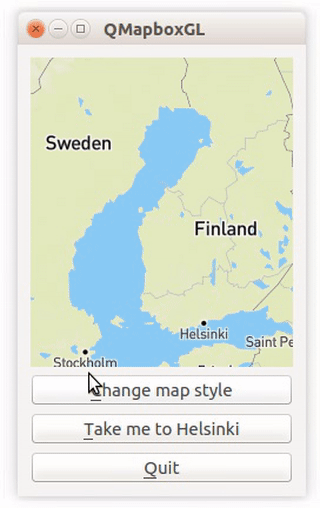 QMapboxGL
Sweden
Finland
Helsinki
Saint Pe
Stockholm
Change map style
Take me to Helsinki
Quit